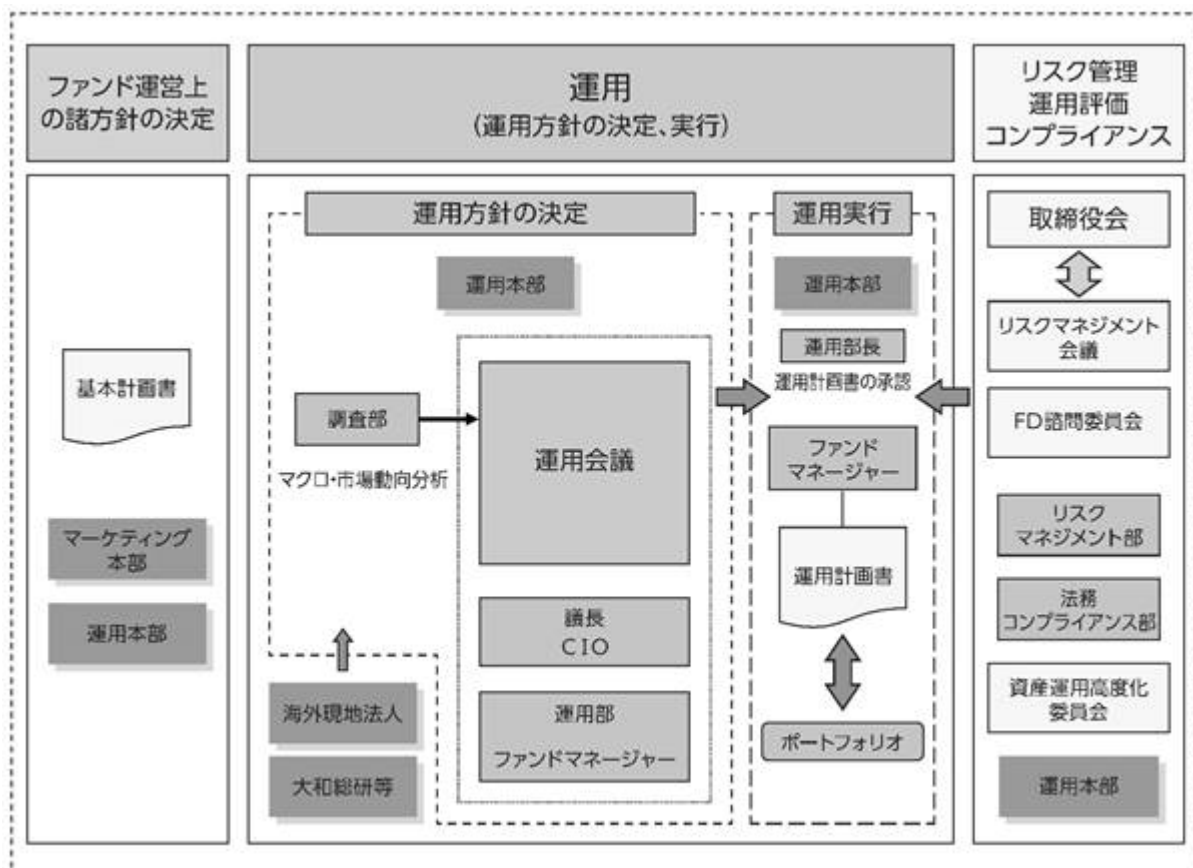 ファンド運営上
の諸方針の決定
運用
(運用方針の決定、実行)
リスク管理
運用評価
コンプライアンス
基本計画書
マーケティング
本部
運用本部
運用方針の決定
運用本部
調査部
マクロ・市場動向分析
運用会議
議長
CIO
運用部
ファンドマネージャー
海外現地法人
大和総研等
運用実行
運用本部
運用部長
運用計画書の承認
ファンド
マネージャー
運用計画書
ポートフォリオ
取締役会
リスクマネジメント
会議
FD諮問委員会
リスク
マネジメント部
法務
コンプライアンス部
資産運用高度化
委員会
運用本部